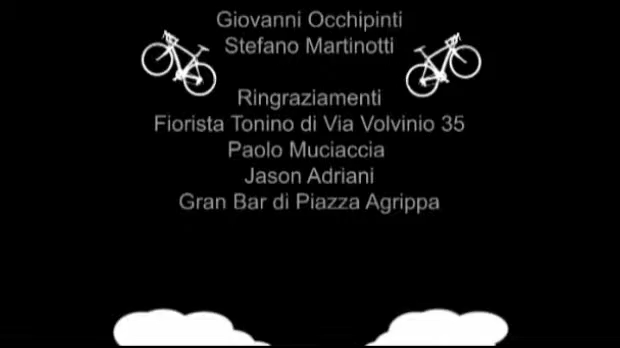 Giovanni Occhipinti
Stefano Martinotti
Ringraziamenti
Fiorista Tonino di Via Volvinio 35
Paolo Muciaccia
Jason Adriani
Gran Bar di Piazza Agrippa